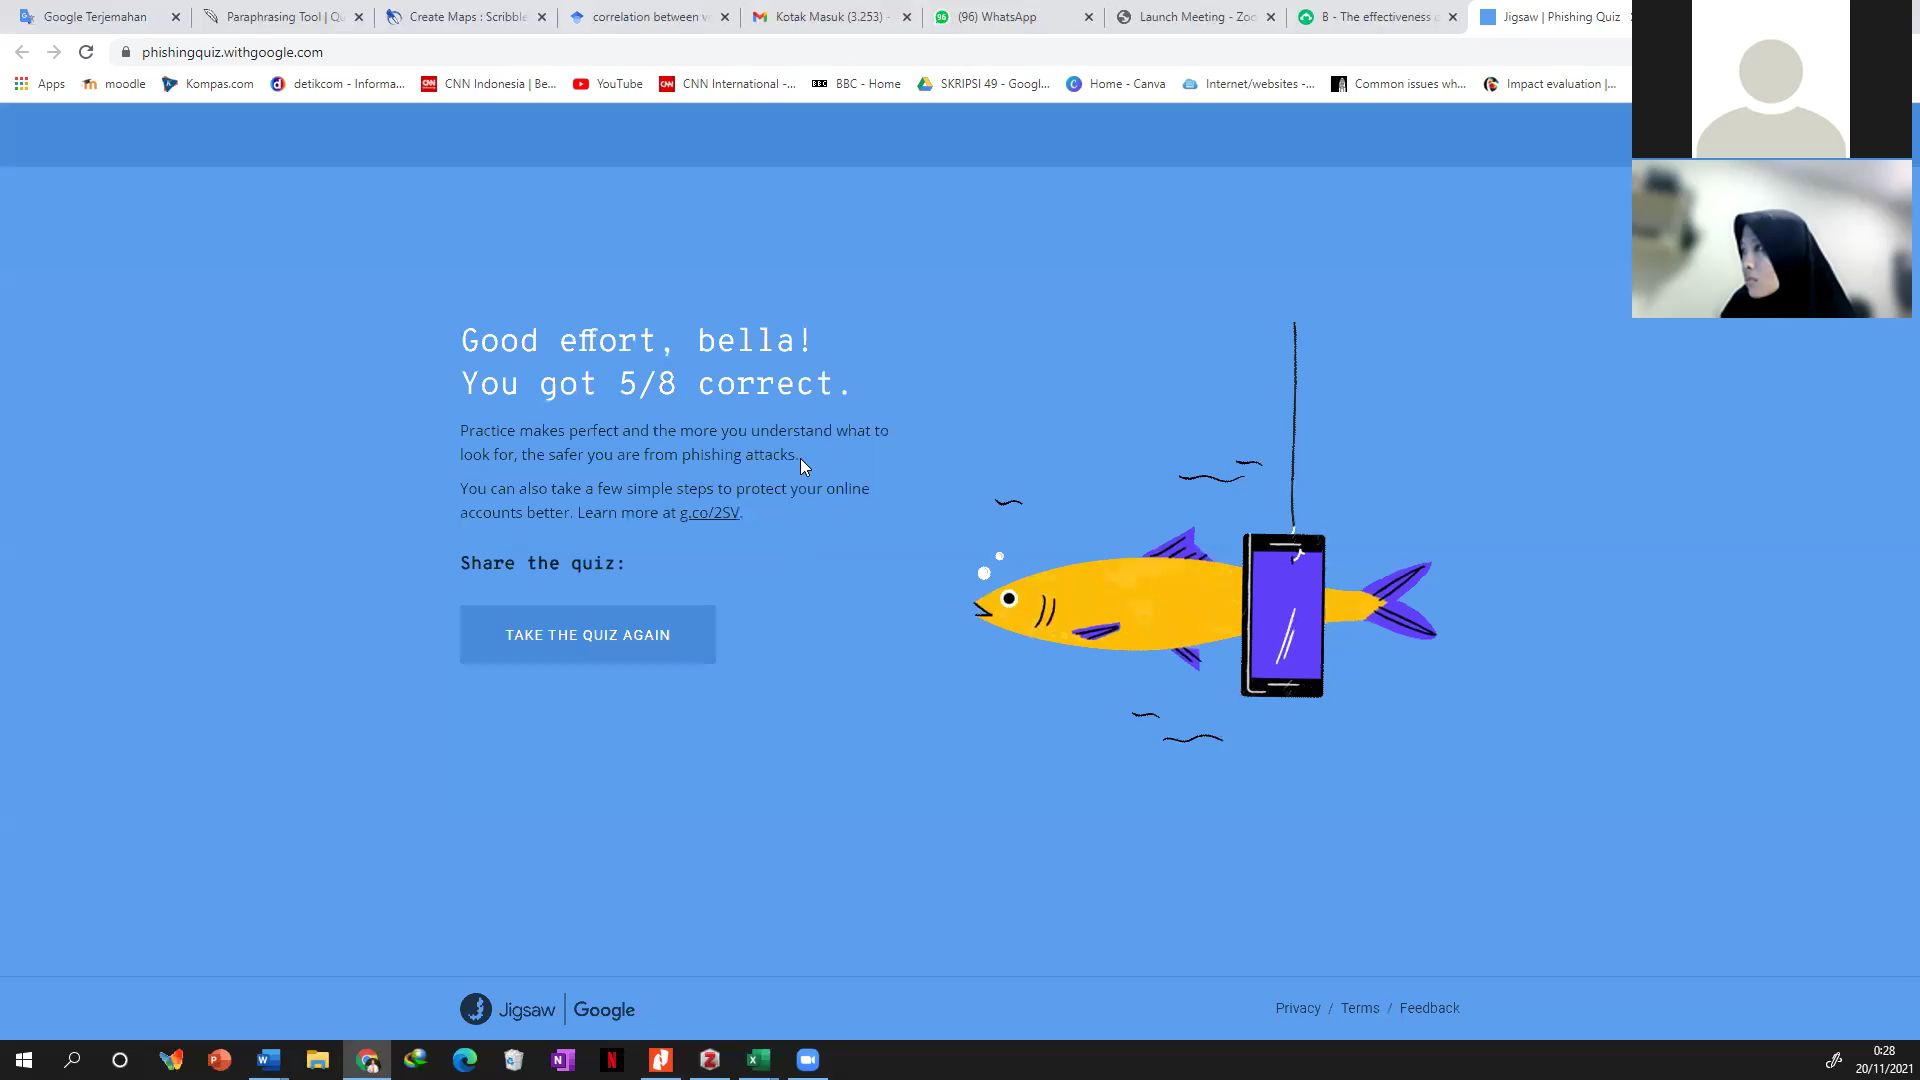 Google Terjemahan
Paraphrasing Tool | Qu
Create Maps : Scribble
correlation between v
Kotak Masuk (3.253) -
(96) WhatsApp
Launch Meeting - Zoo
B - The effectiveness o
Jigsaw | Phishing Quiz
phishingquiz.withgoogle.com
Apps
moodle
Kompas.com
detikcom - Informa...
CNN Indonesia | Be...
YouTube
CNN International -...
BBC - Home
SKRIPSI 49 - Googl...
Home - Canva
Internet/websites -...
Common issues wh...
Impact evaluation |...
Good effort, bella!
You got 5/8 correct.
Practice makes perfect and the more you understand what to
look for, the safer you are from phishing attacks.
You can also take a few simple steps to protect your online
accounts better. Learn more at g.co/2SV.
Share the quiz:
TAKE THE QUIZ AGAIN
Jigsaw | Google
Privacy / Terms / Feedback
0:28
20/11/2021